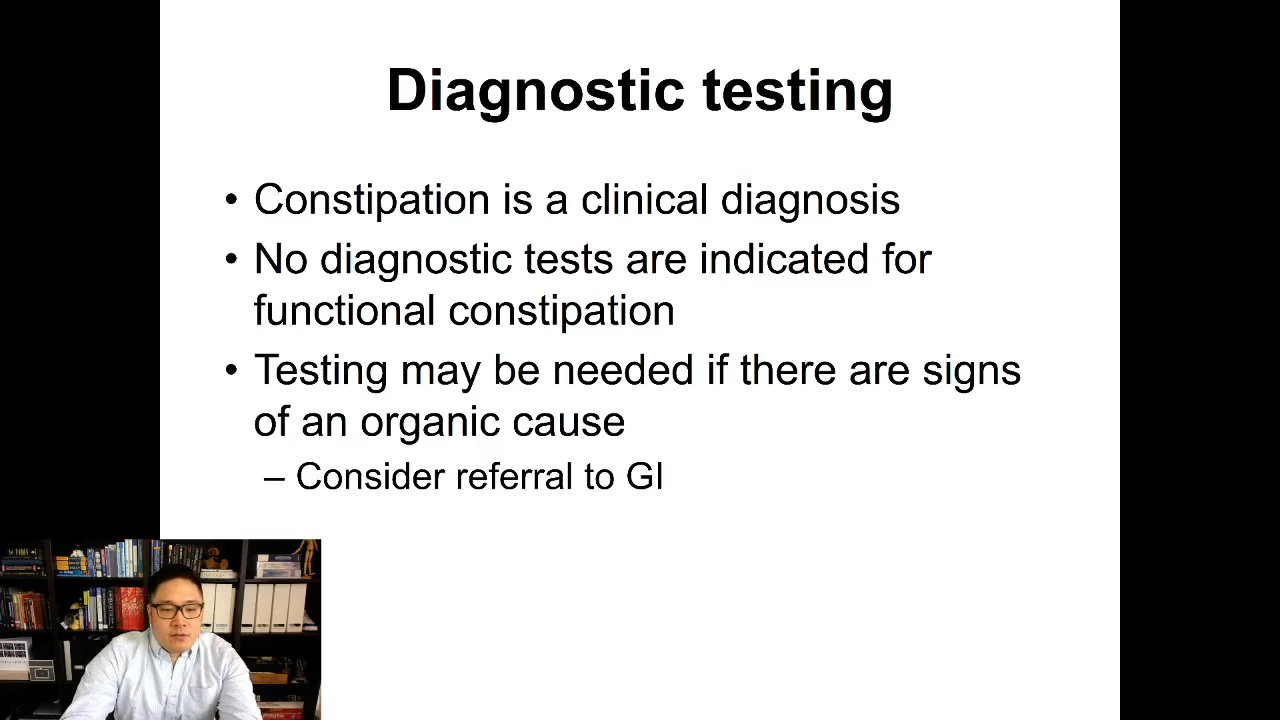 Diagnostic testing
• Constipation is a clinical diagnosis
• No diagnostic tests are indicated for
functional constipation
• Testing may be needed if there are signs
of an organic cause
– Consider referral to GI